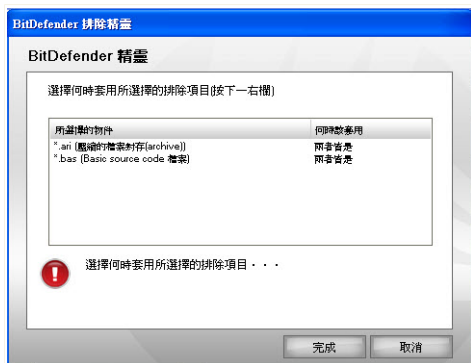 BitDefender 排除精靈
BitDefender 精靈
選擇何時套用所選擇的排除項目(按下一右欄)
所選擇的物件 何時啟套用
*.ari (壓縮的檔案封存(archive)) 兩者皆是
*.bas (Basic source code 檔案) 兩者皆是
選擇何時套用所選擇的排除項目・・・
完成 取消